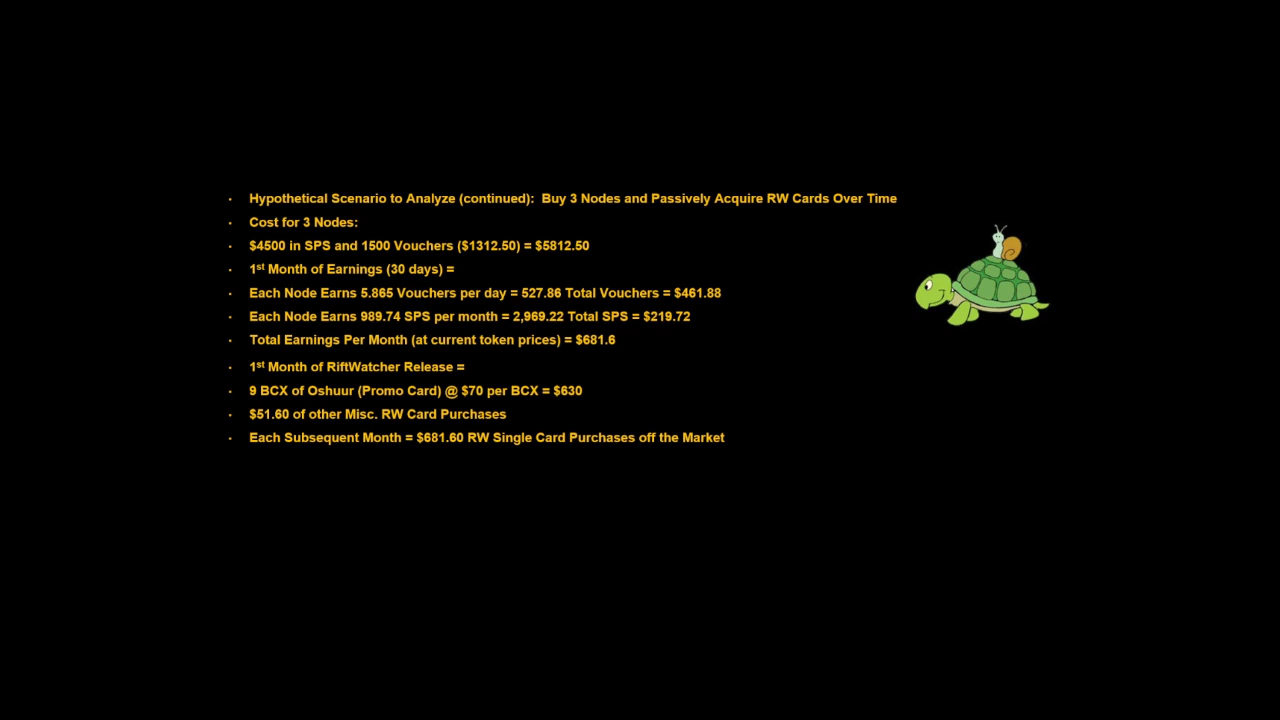 · Hypothetical Scenario to Analyze (continued):  Buy 3 Nodes and Passively Acquire RW Cards Over Time
· Cost for 3 Nodes:
· $4500 in SPS and 1500 Vouchers ($1312.50) = $5812.50
· 1st Month of Earnings (30 days) =
· Each Node Earns 5.865 Vouchers per day = 527.86 Total Vouchers = $461.88
· Each Node Earns 989.74 SPS per month = 2,969.22 Total SPS = $219.72
· Total Earnings Per Month (at current token prices) = $681.6
· 1st Month of RiftWatcher Release =
· 9 BCX of Oshuur (Promo Card) @ $70 per BCX = $630
· $51.60 of other Misc. RW Card Purchases
· Each Subsequent Month = $681.60 RW Single Card Purchases off the Market